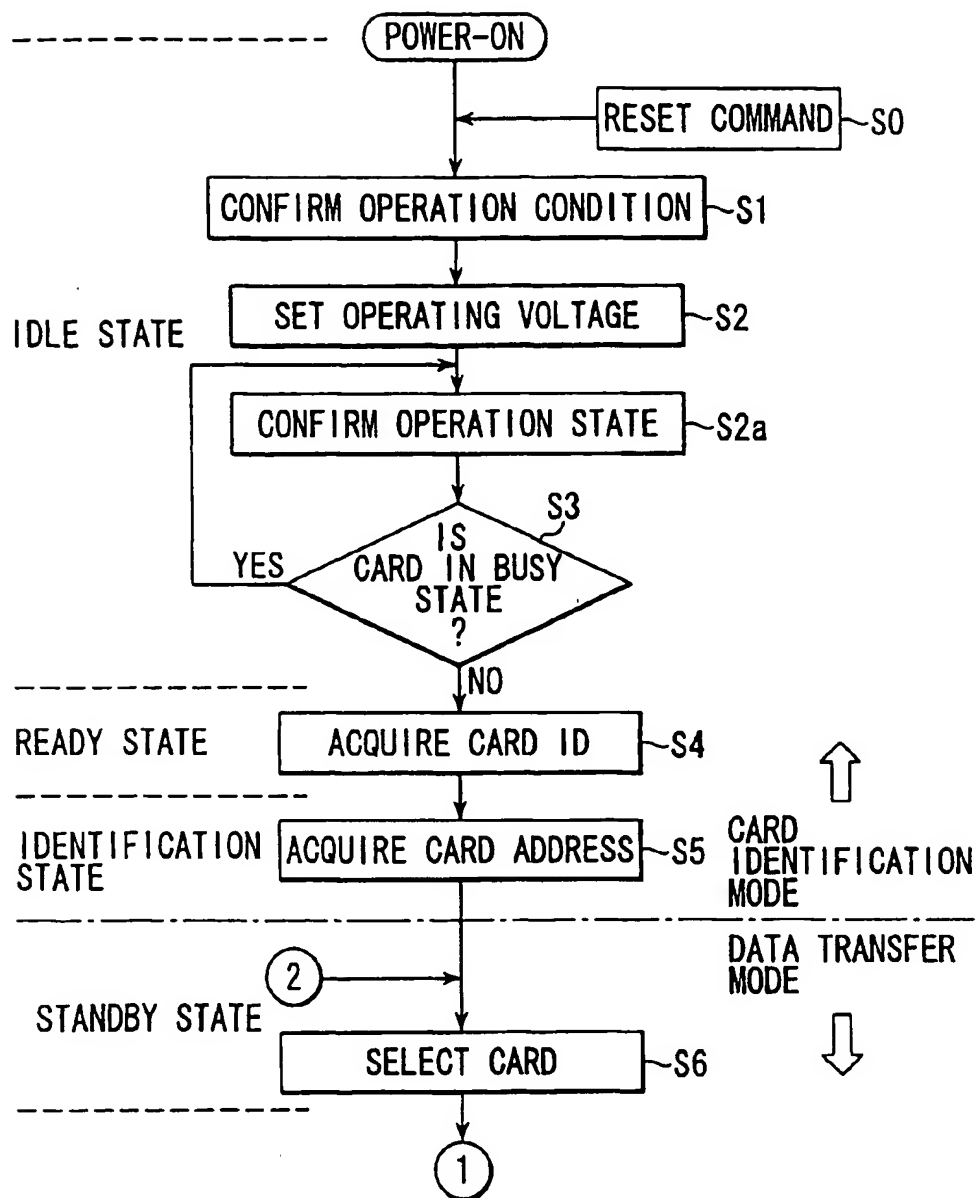 POWER-ON
RESET COMMAND
S0
CONFIRM OPERATION CONDITION
S1
SET OPERATING VOLTAGE
S2
IDLE STATE
CONFIRM OPERATION STATE
S2a
S3
IS
CARD IN BUSY
STATE
?
YES
NO
READY STATE
ACQUIRE CARD ID
S4
IDENTIFICATION
STATE
ACQUIRE CARD ADDRESS
S5
CARD
IDENTIFICATION
MODE
DATA TRANSFER
MODE
2
STANDBY STATE
SELECT CARD
S6
1